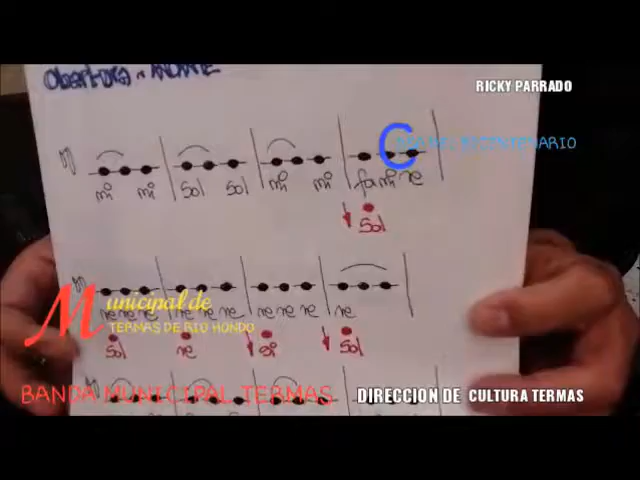 Obertura - ANDANTE
RICKY PARRADO
BICENTENARIO
mi mi sol sol mi mi fa mi re
sol
re re re re re re re re re re
Municipal de
TERMAS DE RIO HONDO
sol re si sol
BANDA MUNICIPAL TERMAS
DIRECCION DE CULTURA TERMAS